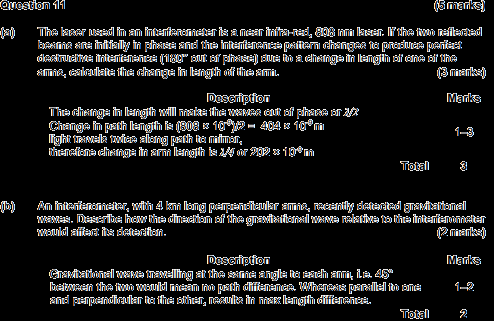 Question 11 (5 marks)
(a) The laser used in an interferometer is a near infra-red, 808 nm laser. If the two reflected
beams are initially in phase and the interference pattern changes to produce perfect
destructive interference (180° out of phase) due to a change in length of one of the
arms, calculate the change in length of the arm. (3 marks)
Description Marks
The change in length will make the waves out of phase or λ/2
Change in path length is (808 × 10⁻⁹)/2 = 404 × 10⁻⁹ m
light travels twice along path to mirror,
therefore change in arm length is λ/4 or 202 × 10⁻⁹ m
1–3
Total 3
(b) An interferometer, with 4 km long perpendicular arms, recently detected gravitational
waves. Describe how the direction of the gravitational wave relative to the interferometer
would affect its detection. (2 marks)
Description Marks
Gravitational wave travelling at the same angle to each arm, i.e. 45°
between the two would mean no path difference. Whereas parallel to one
and perpendicular to the other, results in max length difference.
1–2
Total 2